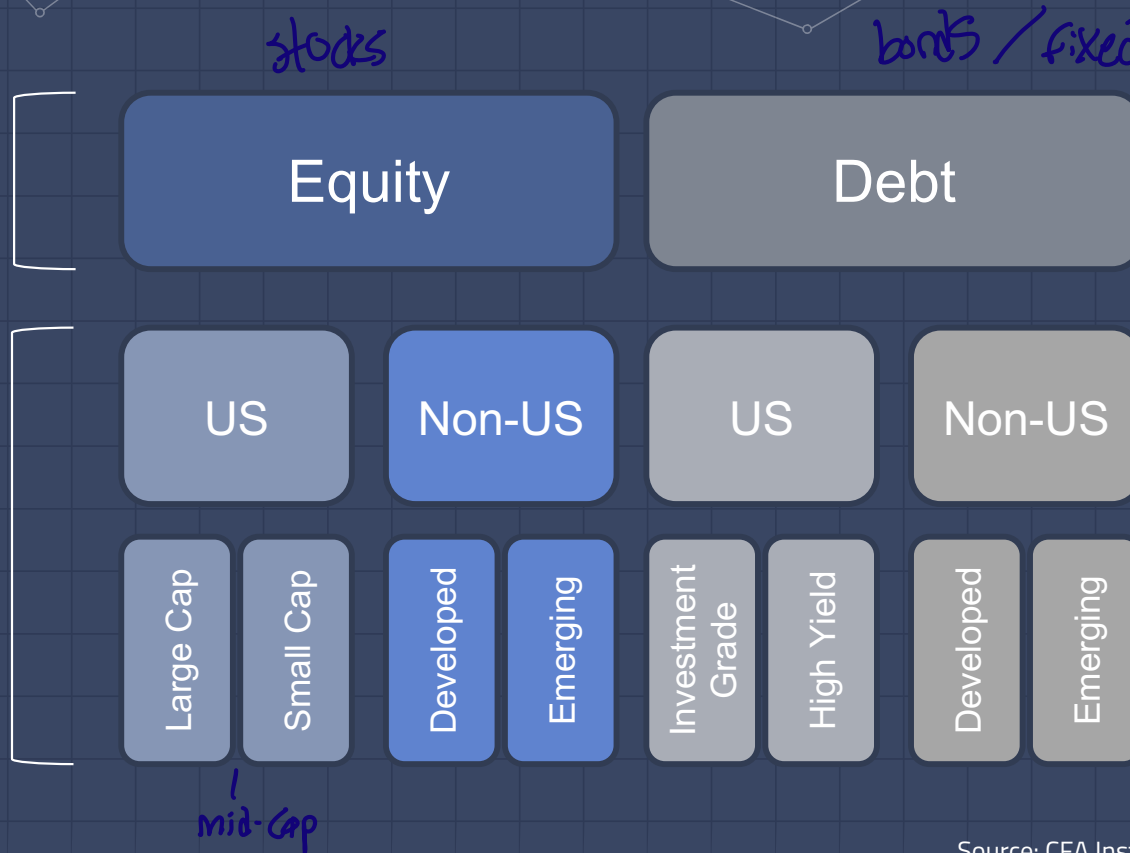 stocks
bonds / fixed
Equity
Debt
US
Non-US
US
Non-US
Large Cap
Small Cap
Developed
Emerging
Investment
Grade
High Yield
Developed
Emerging
mid-cap
Source: CFA Inst